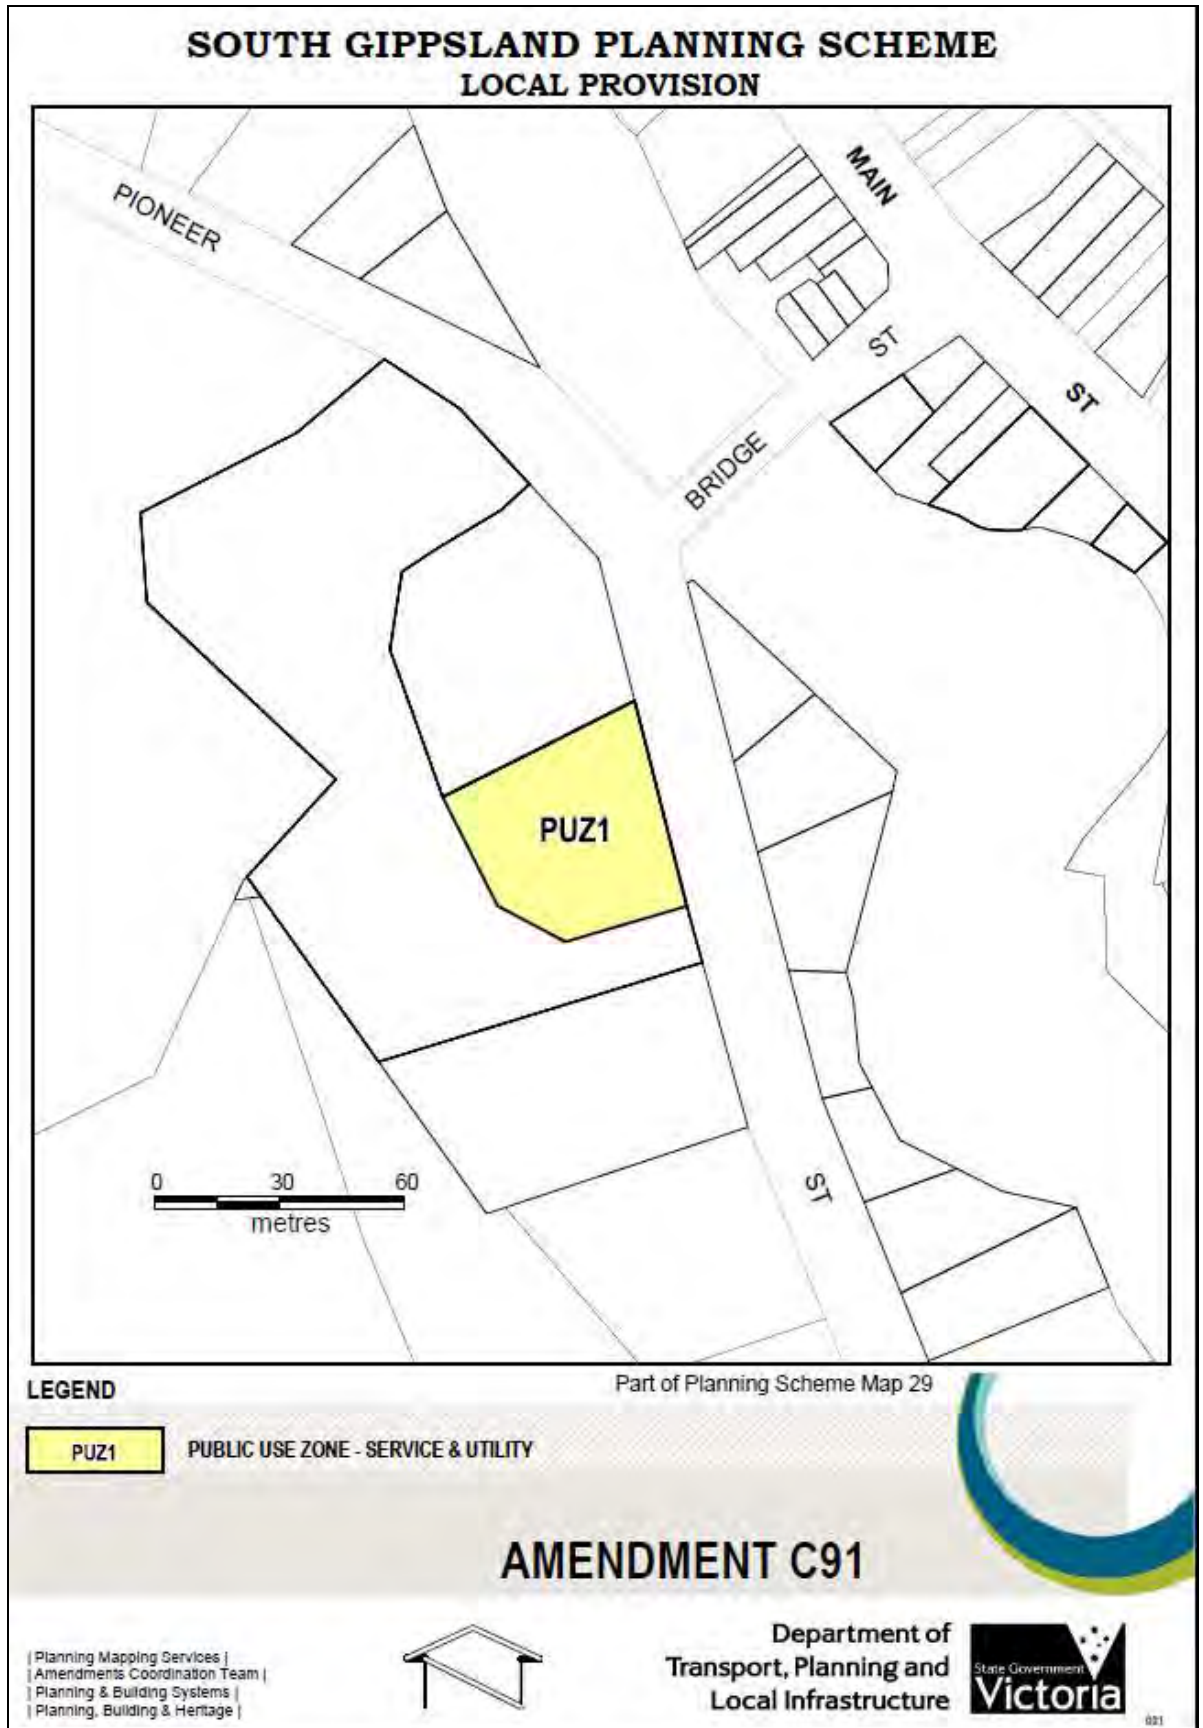 SOUTH GIPPSLAND PLANNING SCHEME
LOCAL PROVISION
PIONEER
MAIN
ST
ST
BRIDGE
PUZ1
ST
0 30 60
metres
LEGEND
Part of Planning Scheme Map 29
PUZ1 PUBLIC USE ZONE - SERVICE & UTILITY
AMENDMENT C91
| Planning Mapping Services |
| Amendments Coordination Team |
| Planning & Building Systems |
| Planning, Building & Heritage |
Department of
Transport, Planning and
Local Infrastructure
State Government
Victoria